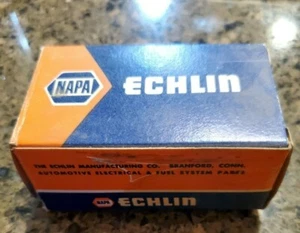 NAPA ECHLIN
THE ECHLIN MANUFACTURING CO., BRANFORD, CONN.
AUTOMOTIVE ELECTRICAL & FUEL SYSTEM PARTS
NAPA ECHLIN